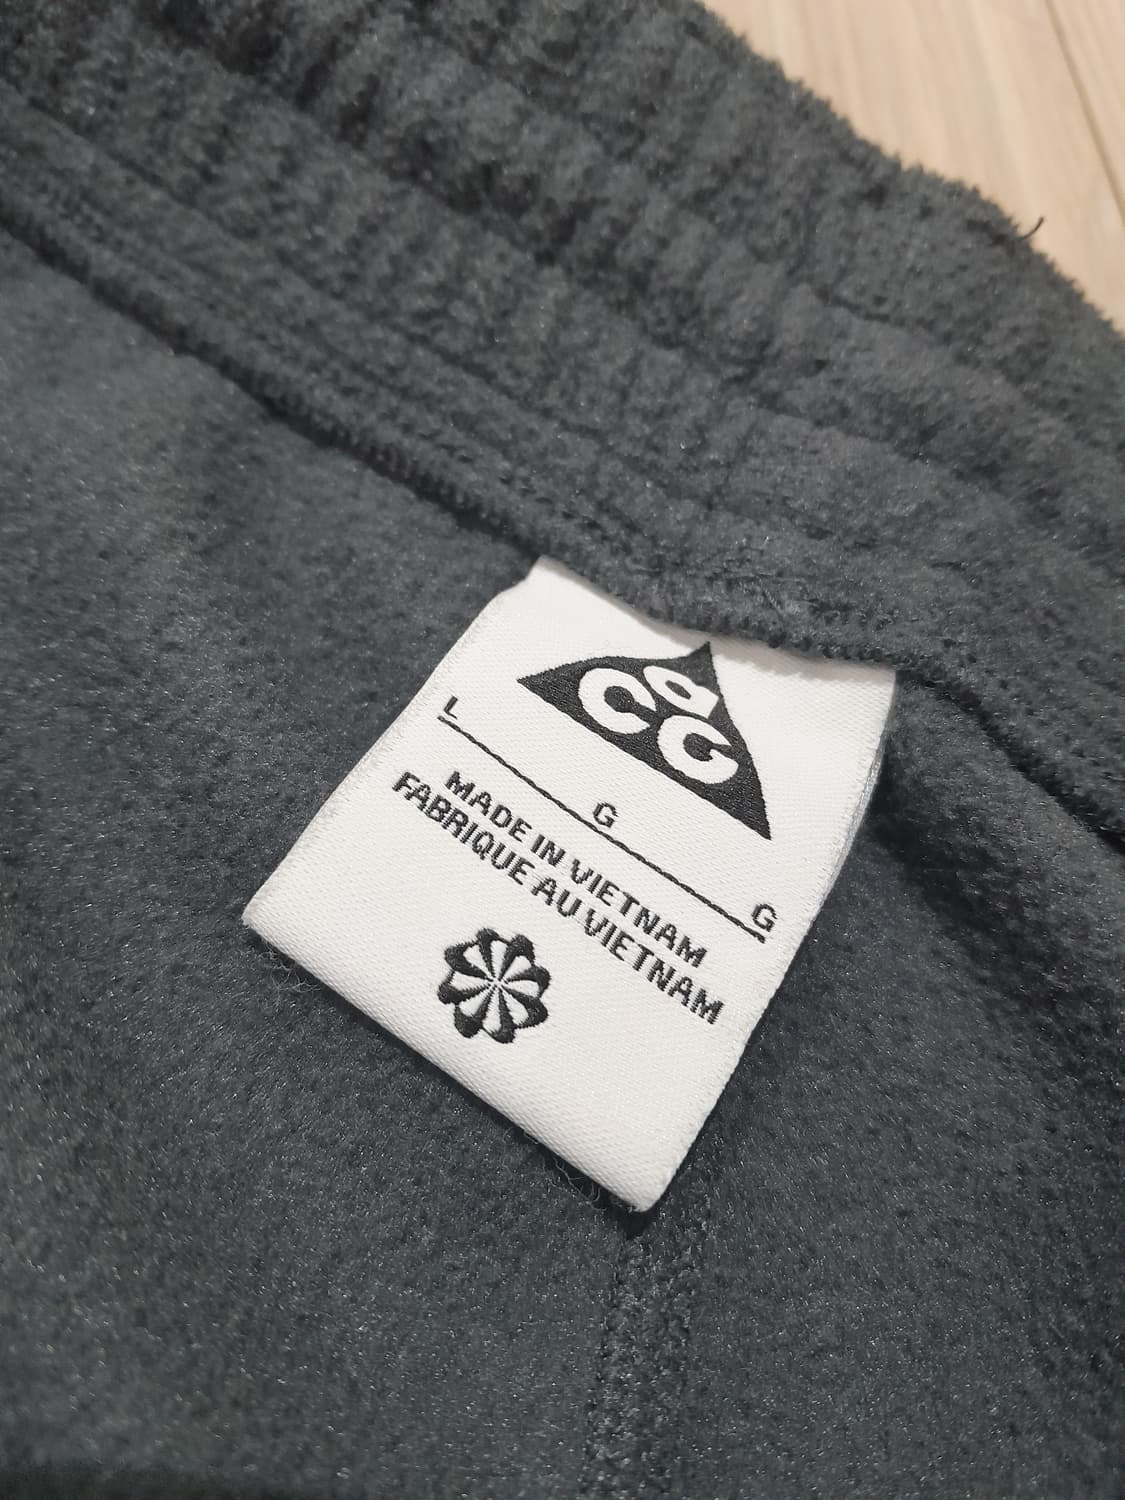 aCG
L G G
MADE IN VIETNAM
FABRIQUE AU VIETNAM